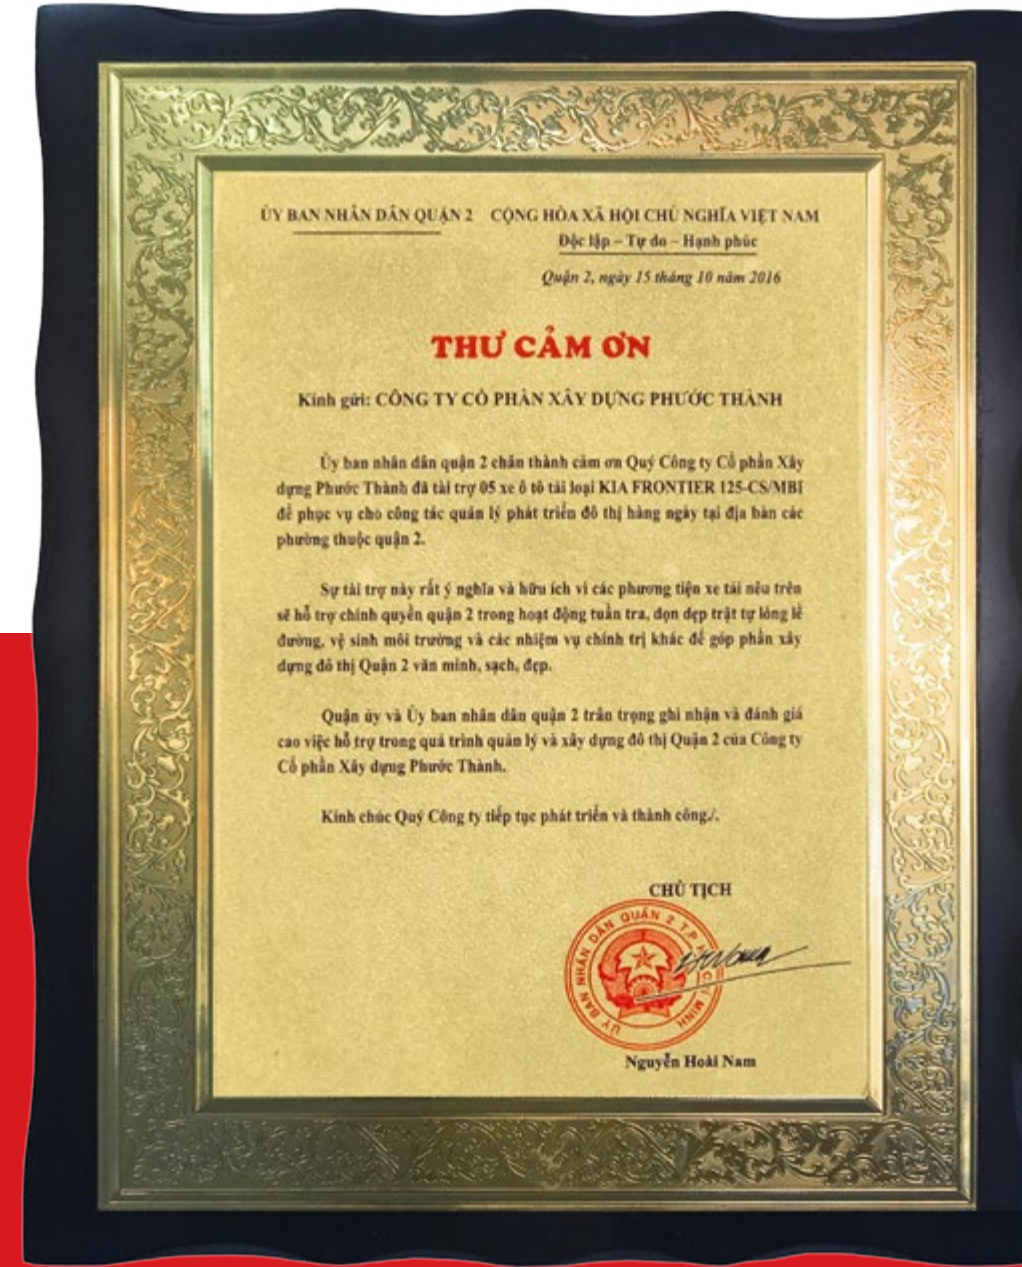 ỦY BAN NHÂN DÂN QUẬN 2 CỘNG HÒA XÃ HỘI CHỦ NGHĨA VIỆT NAM
Độc lập – Tự do – Hạnh phúc
Quận 2, ngày 15 tháng 10 năm 2016
THƯ CẢM ƠN
Kính gửi: CÔNG TY CỔ PHẦN XÂY DỰNG PHƯỚC THÀNH
Ủy ban nhân dân quận 2 chân thành cảm ơn Quý Công ty Cổ phần Xây
dựng Phước Thành đã tài trợ 05 xe ô tô tải loại KIA FRONTIER 125-CS/MBI
để phục vụ cho công tác quản lý phát triển đô thị hàng ngày tại địa bàn các
phường thuộc quận 2.
Sự tài trợ này rất ý nghĩa và hữu ích vì các phương tiện xe tải nêu trên
sẽ hỗ trợ chính quyền quận 2 trong hoạt động tuần tra, dọn dẹp trật tự lòng lề
đường, vệ sinh môi trường và các nhiệm vụ chính trị khác để góp phần xây
dựng đô thị Quận 2 văn minh, sạch, đẹp.
Quận ủy và Ủy ban nhân dân quận 2 trân trọng ghi nhận và đánh giá
cao việc hỗ trợ trong quá trình quản lý và xây dựng đô thị Quận 2 của Công ty
Cổ phần Xây dựng Phước Thành.
Kính chúc Quý Công ty tiếp tục phát triển và thành công./.
CHỦ TỊCH
ỦY BAN NHÂN DÂN QUẬN 2 T.P HỒ CHÍ MINH
Nguyễn Hoài Nam